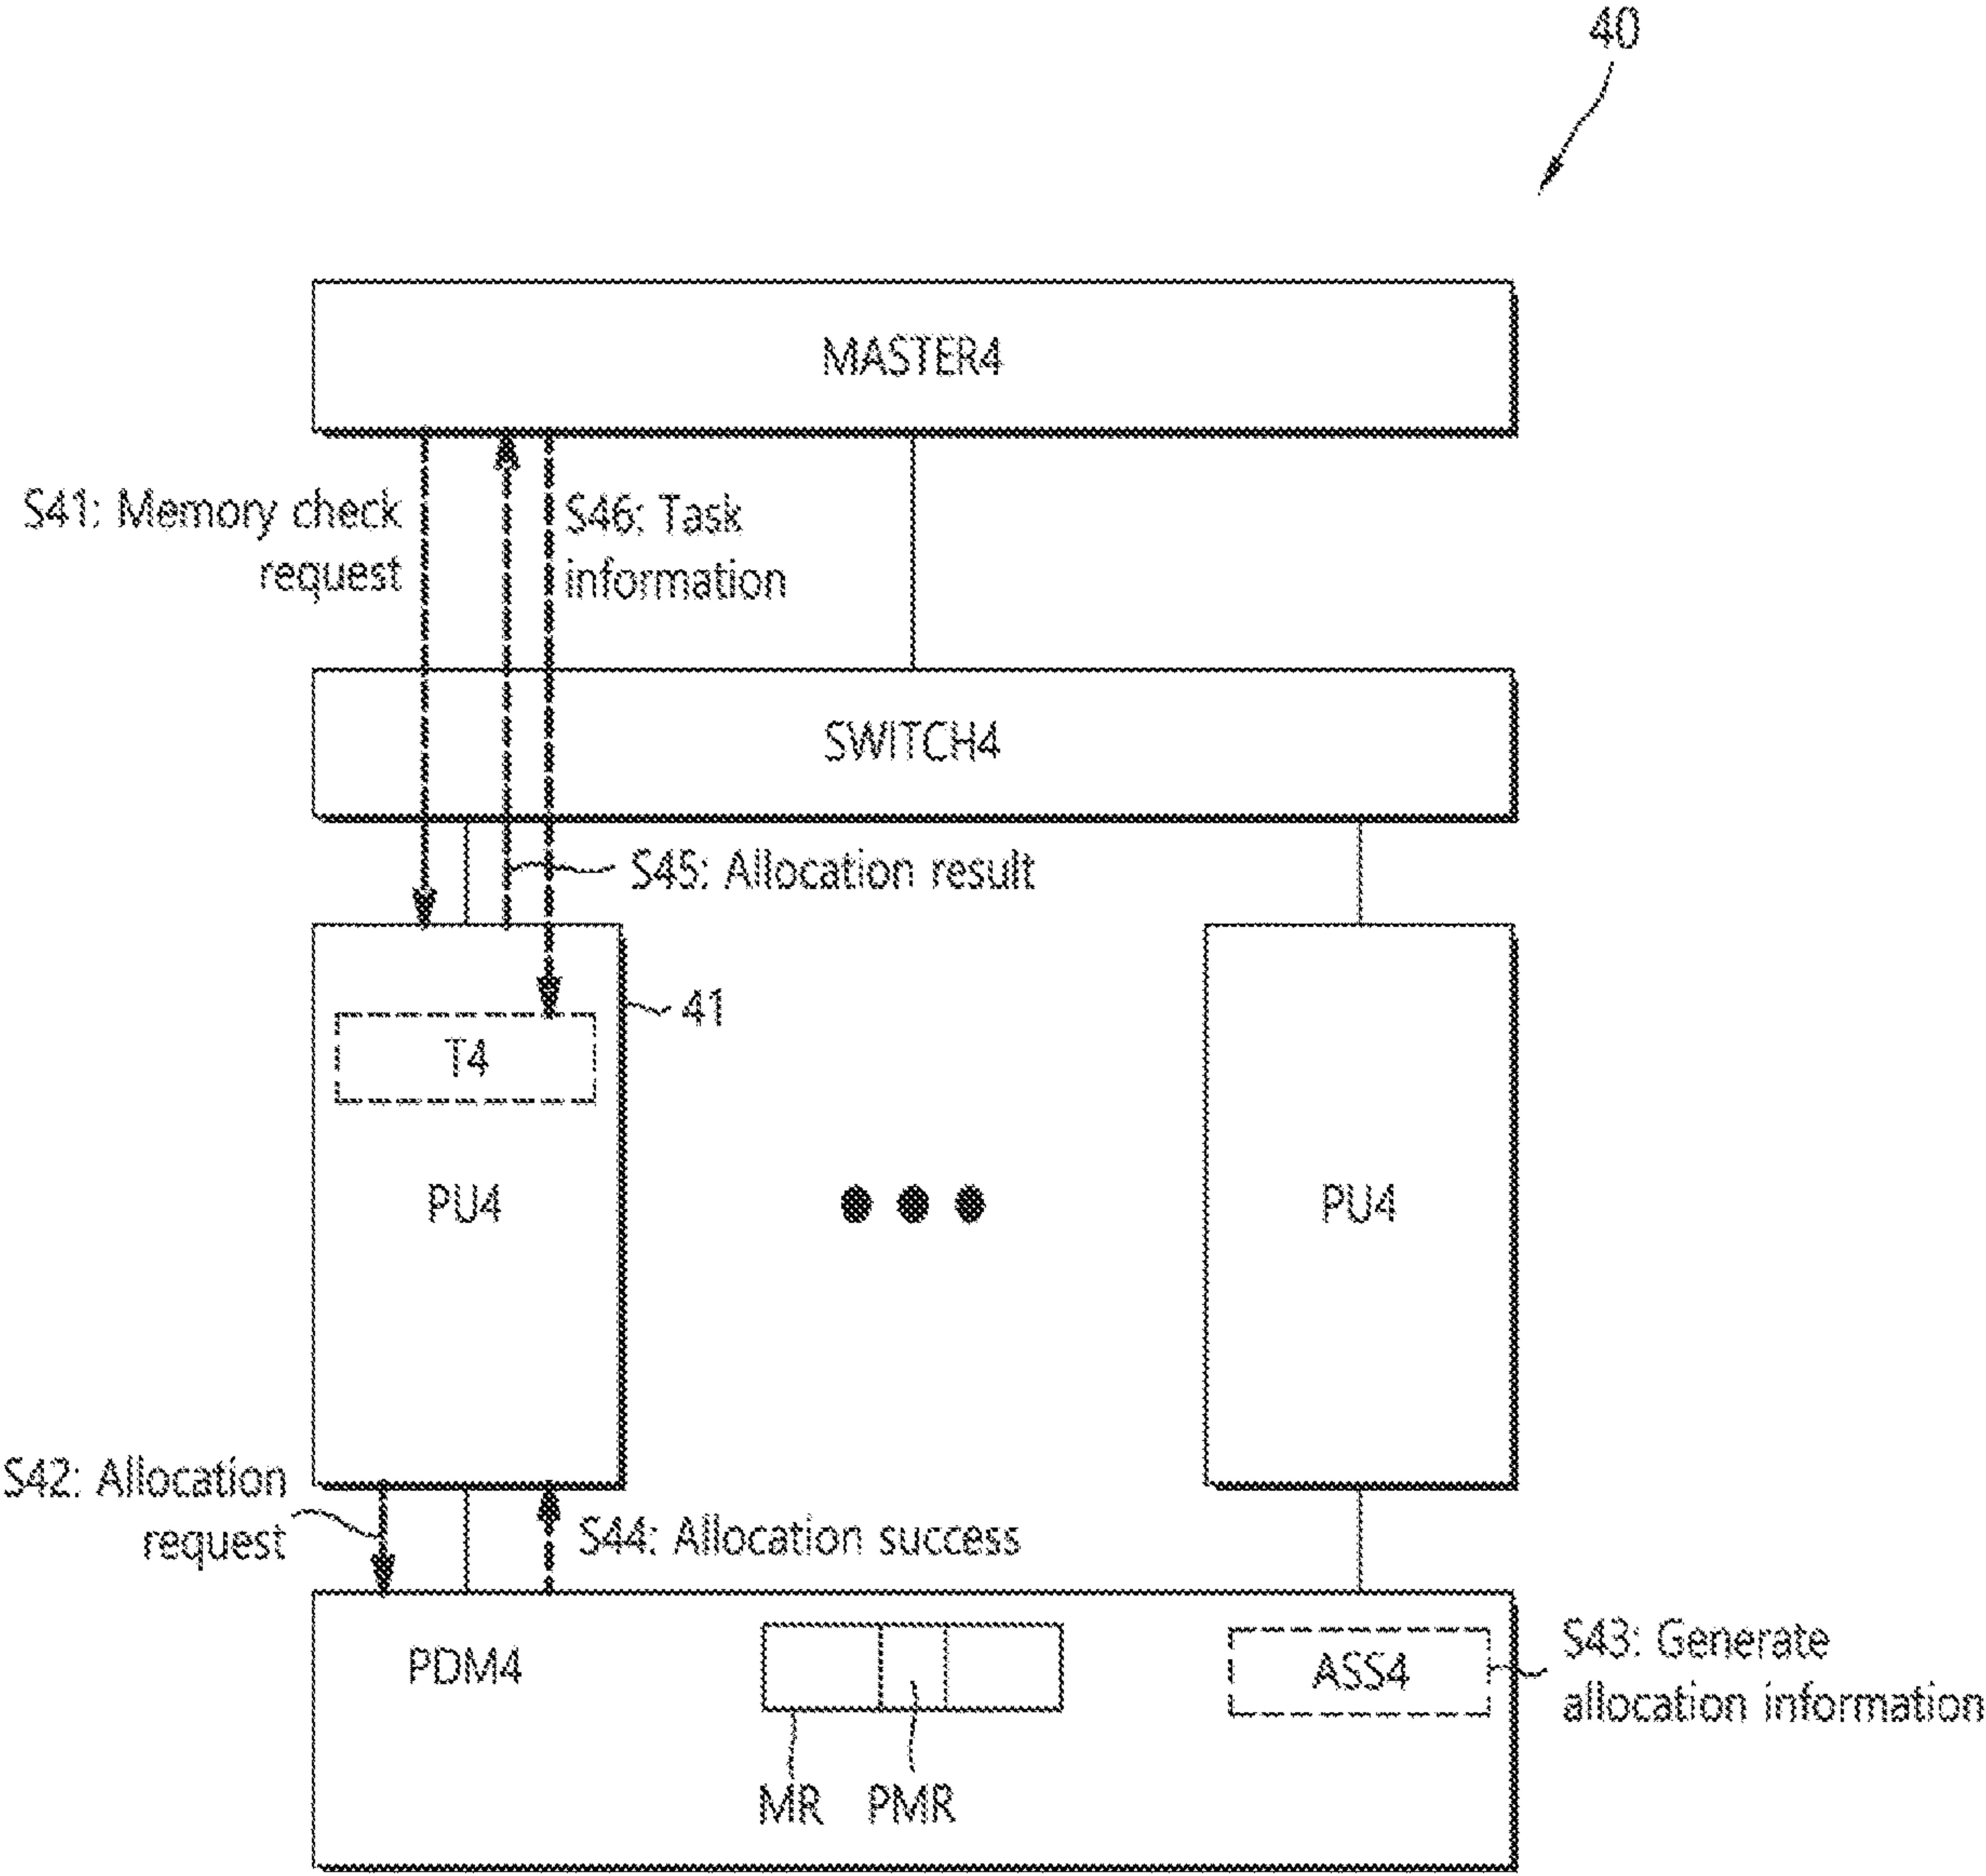 40
MASTER4
S41: Memory check
request
S46: Task
information
SWITCH4
S45: Allocation result
41
T4
PU4
PU4
S42: Allocation
request
S44: Allocation success
PDM4
ASS4
S43: Generate
allocation information
MR
PMR